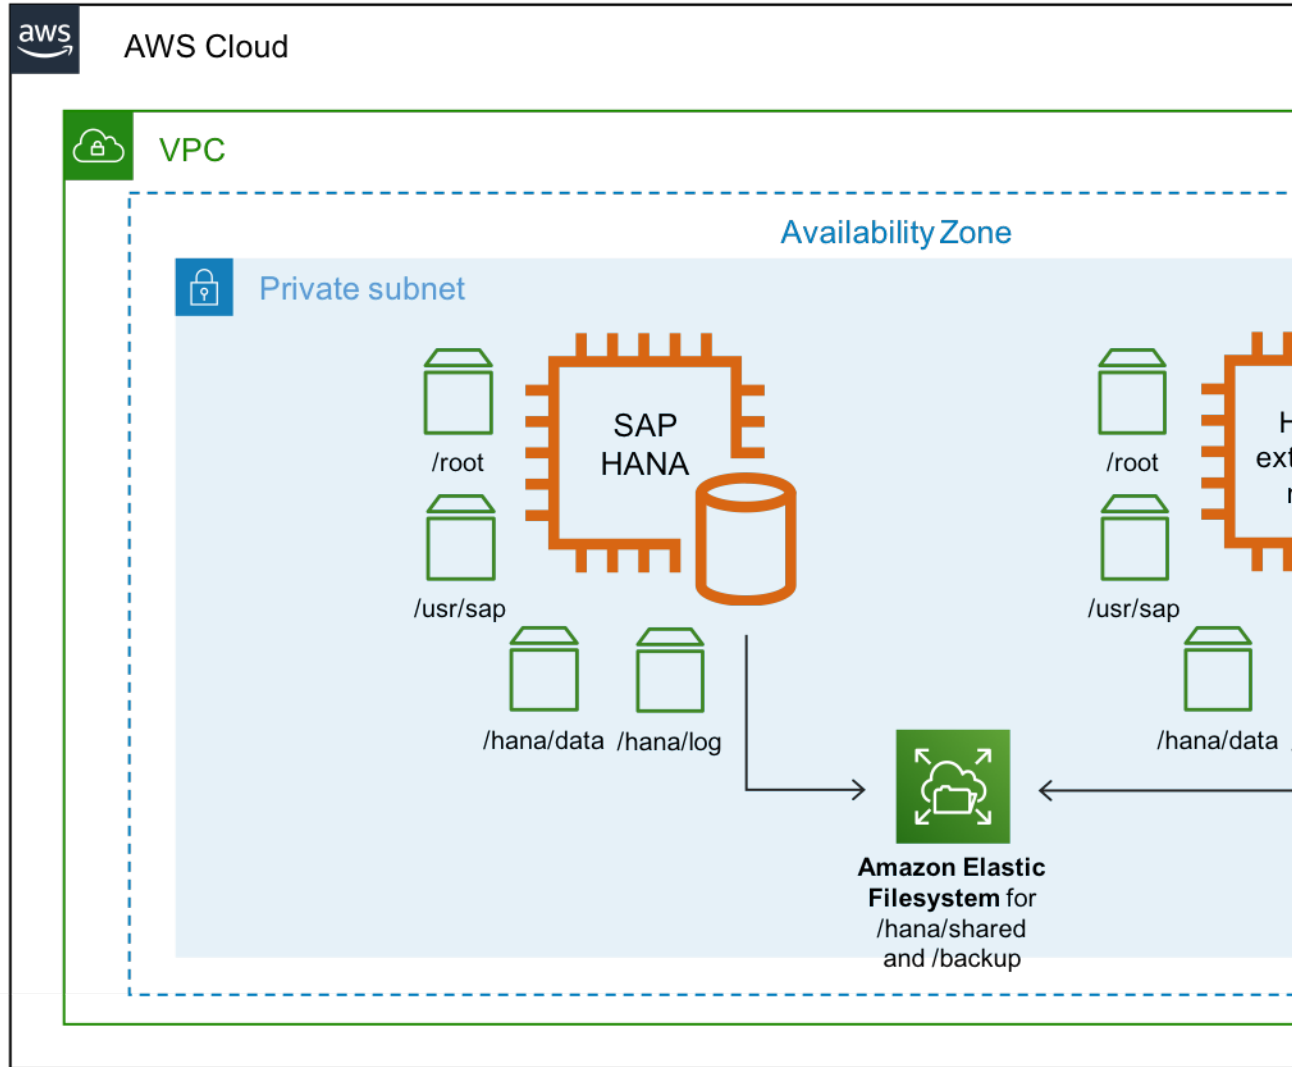 aws
AWS Cloud
VPC
Availability Zone
Private subnet
SAP
HANA
/root
/usr/sap
/hana/data
/hana/log
/root
/usr/sap
/hana/data
Amazon Elastic
Filesystem for
/hana/shared
and /backup